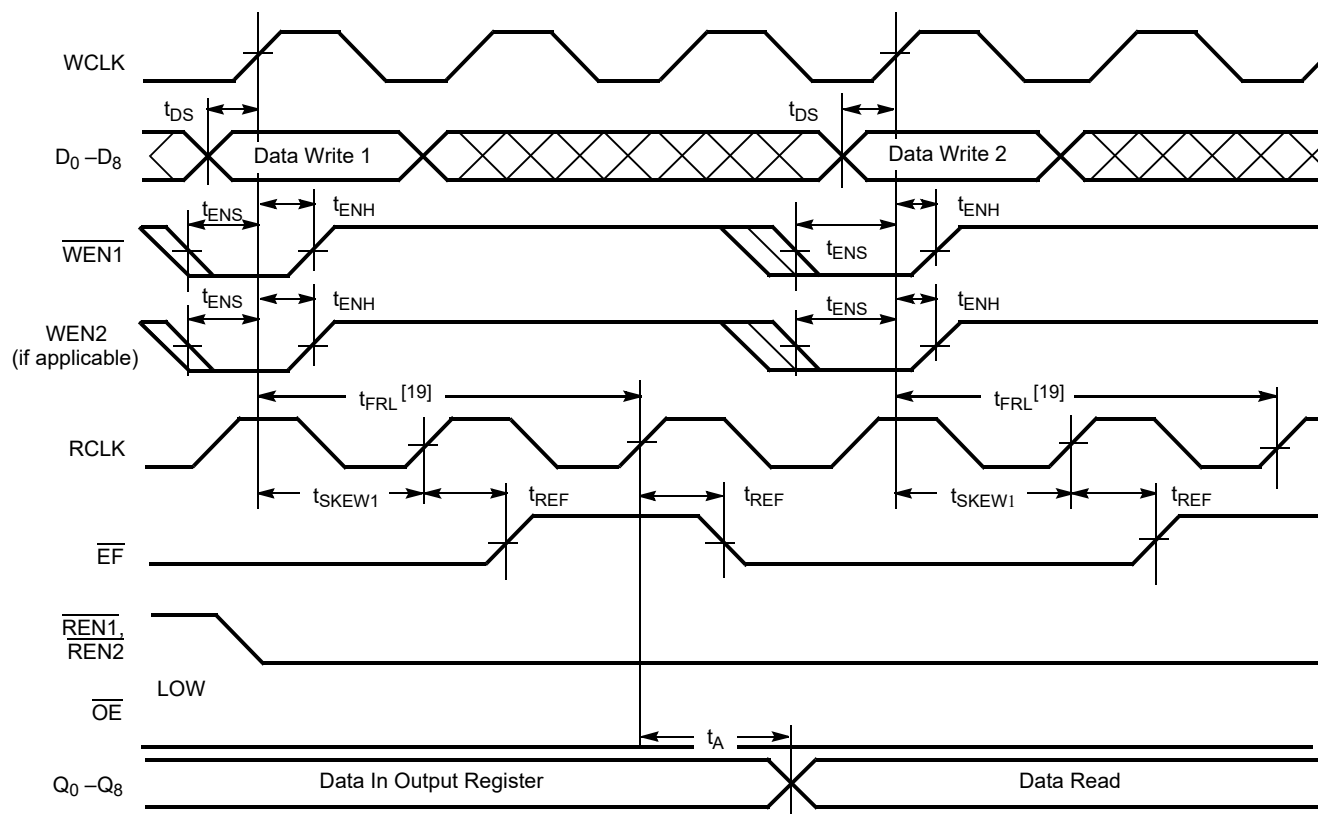 WCLK
tDS
tDS
D0 –D8
Data Write 1
Data Write 2
tENS
tENH
tENH
WEN1
tENS
tENS
tENH
tENH
WEN2
(if applicable)
tENS
tFRL [19]
tFRL [19]
RCLK
tSKEW1
tREF
tREF
tSKEW1
tREF
EF
REN1,
REN2
LOW
OE
tA
Q0 –Q8
Data In Output Register
Data Read